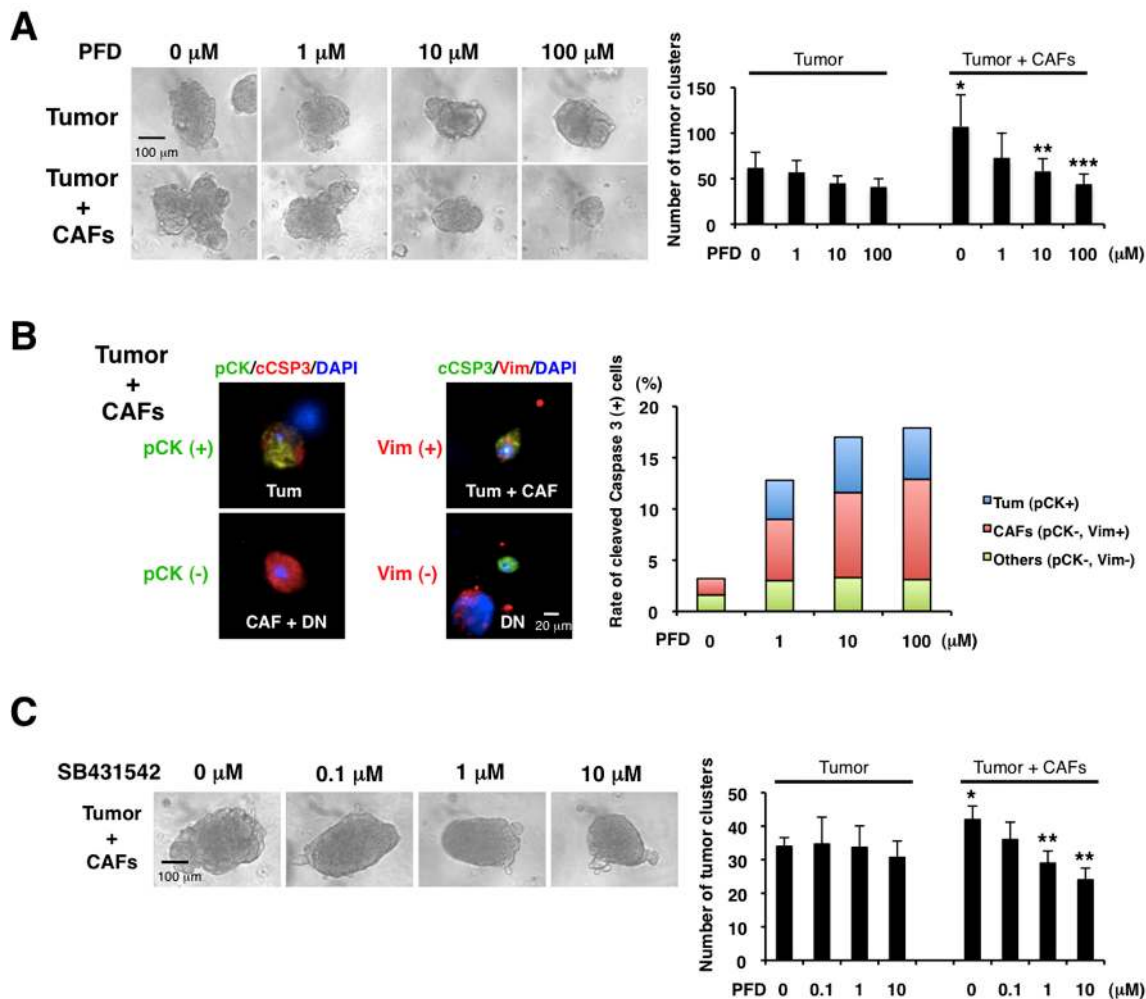 A
PFD 0 μM 1 μM 10 μM 100 μM
Tumor
100 μm
Tumor
+
CAFs
Number of tumor clusters
Tumor Tumor + CAFs
150
100
50
0
* ** ***
PFD 0 1 10 100 0 1 10 100 (μM)
B
Tumor
+
CAFs
pCK/cCSP3/DAPI cCSP3/Vim/DAPI
pCK (+) Vim (+)
Tum Tum + CAF
pCK (-) Vim (-)
CAF + DN DN
20 μm
Rate of cleaved Caspase 3 (+) cells
(%)
20
15
10
5
0
PFD 0 1 10 100 (μM)
Tum (pCK+)
CAFs (pCK-, Vim+)
Others (pCK-, Vim-)
C
SB431542 0 μM 0.1 μM 1 μM 10 μM
Tumor
+
CAFs
100 μm
Number of tumor clusters
Tumor Tumor + CAFs
50
40
30
20
10
0
* ** **
PFD 0 0.1 1 10 0 0.1 1 10 (μM)